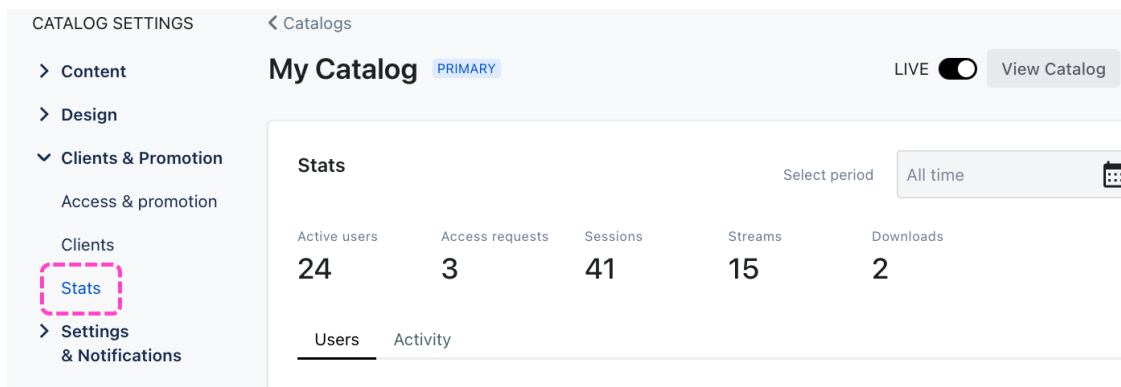 CATALOG SETTINGS
Content
Design
Clients & Promotion
Access & promotion
Clients
Stats
Settings
& Notifications
Catalogs
My Catalog PRIMARY
LIVE View Catalog
Stats
Select period All time
Active users Access requests Sessions Streams Downloads
24 3 41 15 2
Users Activity